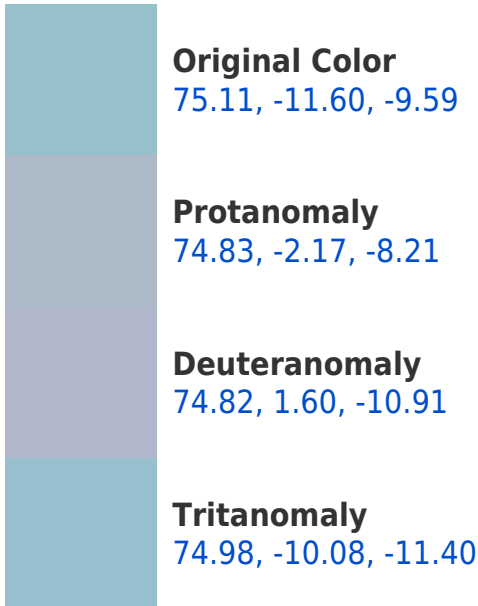 Original Color
75.11, -11.60, -9.59
Protanomaly
74.83, -2.17, -8.21
Deuteranomaly
74.82, 1.60, -10.91
Tritanomaly
74.98, -10.08, -11.40